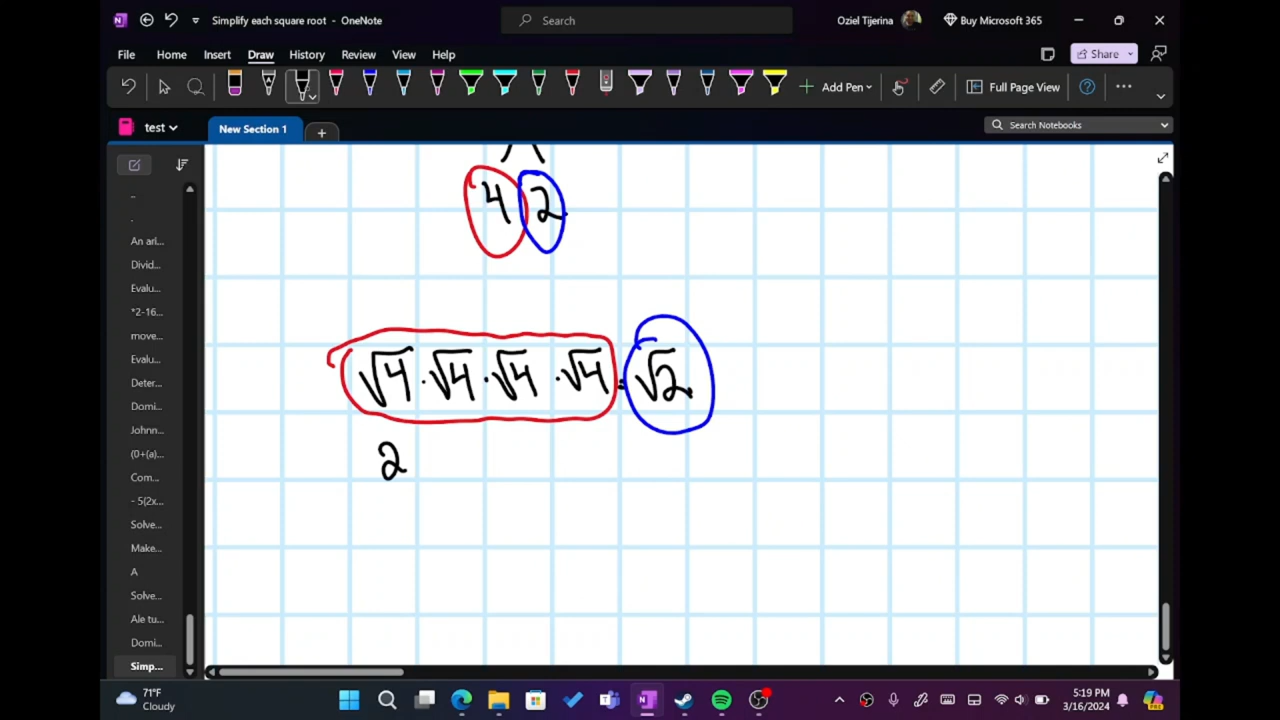 Simplify each square root - OneNote
Search
Oziel Tijerina
Buy Microsoft 365
File Home Insert Draw History Review View Help
Share
Add Pen
Full Page View
test
New Section 1
Search Notebooks
An ari...
Divid...
Evalu...
*2-16
move...
Evalu...
Deter...
Domi...
Johnn...
(0+(a)...
Com...
- 5(2x...
Solve...
Make...
A
Solve...
Ale tu...
Domi...
Simp...
4 2
√4 · √4 · √4 · √4 · √2
2
71°F
Cloudy
5:19 PM
3/16/2024